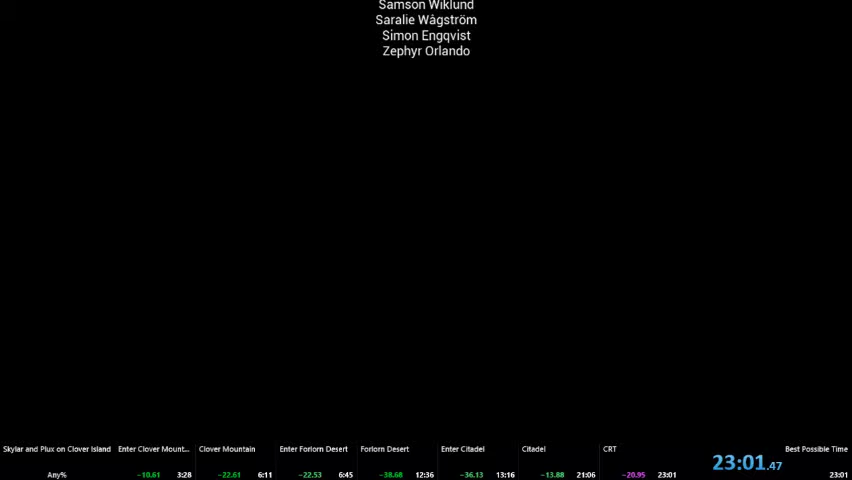 Samson Wiklund
Saralie Wågström
Simon Engqvist
Zephyr Orlando
Skylar and Plux on Clover Island Enter Clover Mount... Clover Mountain Enter Forlorn Desert Forlorn Desert Enter Citadel Citadel CRT Best Possible Time
23:01.47
Any% −10.61 3:28 −22.61 6:11 −22.53 6:45 −38.68 12:36 −36.13 13:16 −13.88 21:06 −20.95 23:01 23:01